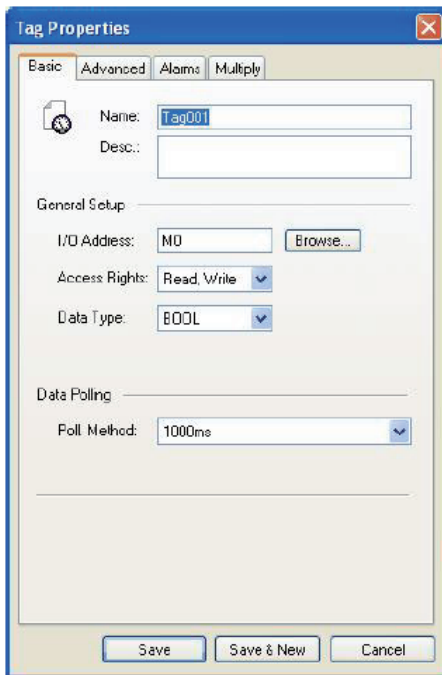 Tag Properties
Basic Advanced Alarms Multiply
Name: Tag001
Desc.:
General Setup
I/O Address: M0 Browse...
Access Rights: Read, Write
Data Type: BOOL
Data Polling
Poll Method: 1000ms
Save Save & New Cancel